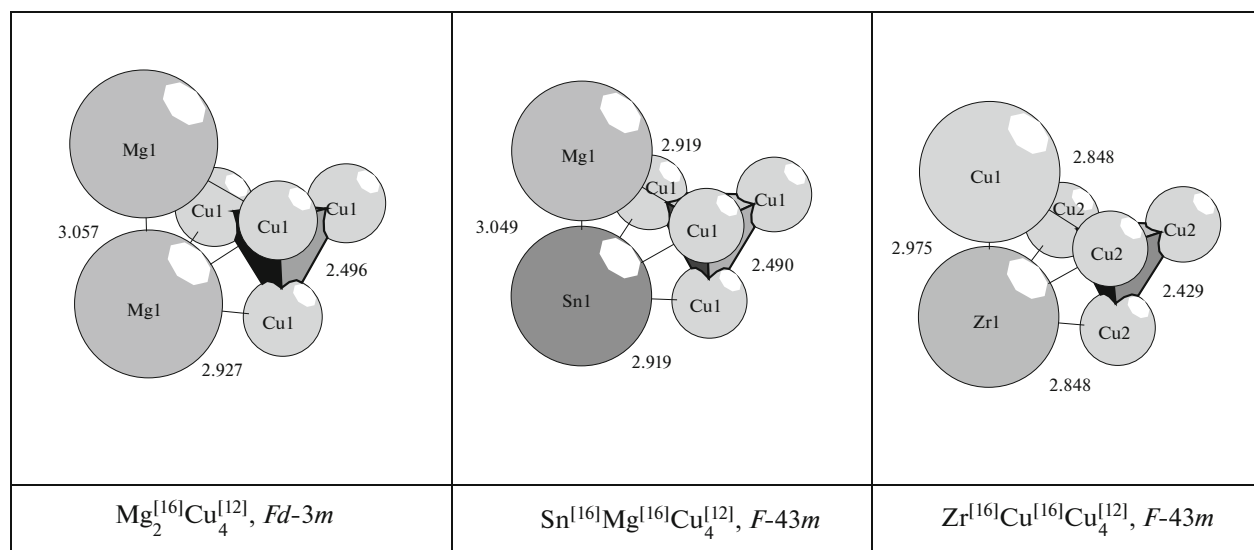 Mg1
Cu1
Cu1
Cu1
3.057
2.496
Mg1
Cu1
2.927
2.919
Mg1
Cu1
Cu1
Cu1
3.049
2.490
Sn1
Cu1
2.919
2.848
Cu1
Cu2
Cu2
Cu2
2.975
2.429
Zr1
Cu2
2.848
Mg₂^[16]Cu₄^[12], Fd-3m
Sn^[16]Mg^[16]Cu₄^[12], F-43m
Zr^[16]Cu^[16]Cu₄^[12], F-43m